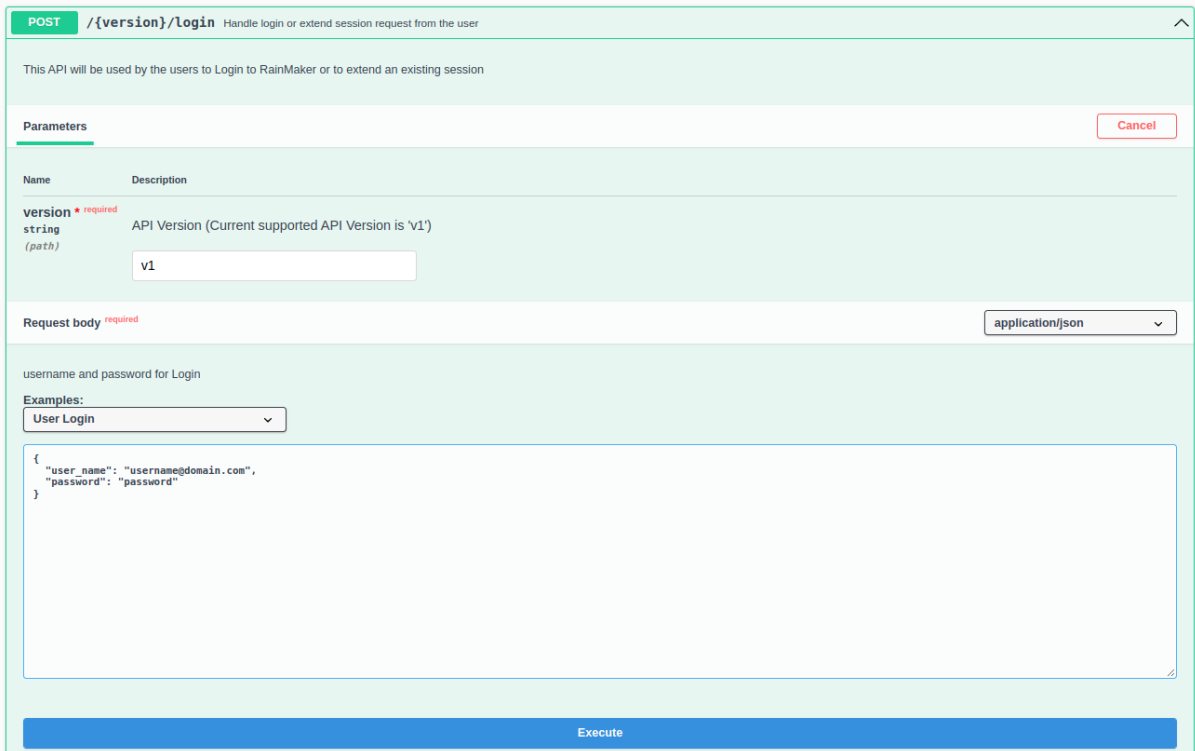 POST /{version}/login Handle login or extend session request from the user
This API will be used by the users to Login to RainMaker or to extend an existing session
Parameters Cancel
Name Description
version * required
string
(path)
API Version (Current supported API Version is 'v1')
v1
Request body required application/json
username and password for Login
Examples:
User Login
{
  "user_name": "username@domain.com",
  "password": "password"
}
Execute